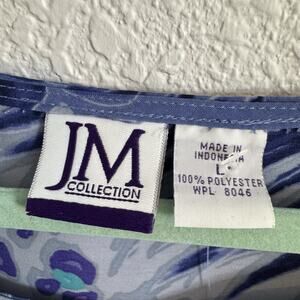 JM
COLLECTION
MADE IN
INDONESIA
L
100% POLYESTER
WPL 8046